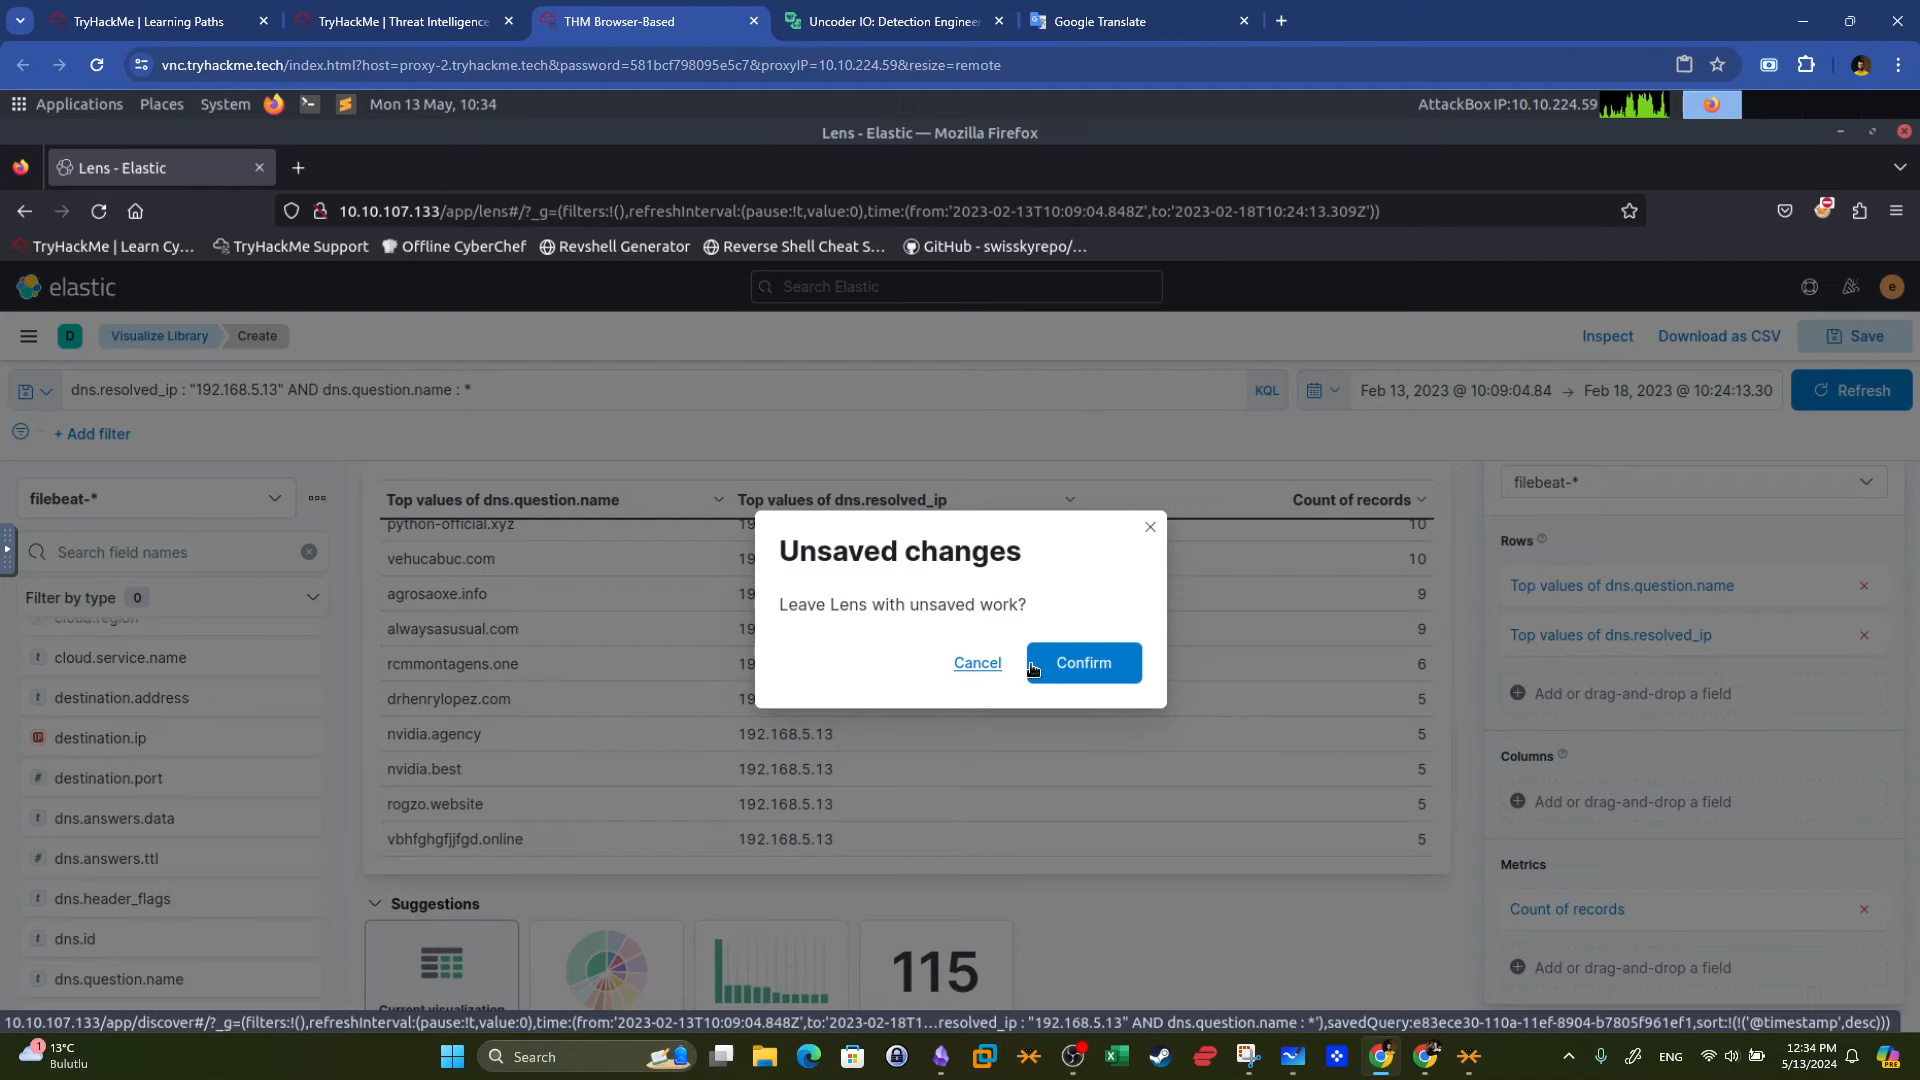 TryHackMe | Learning Paths
TryHackMe | Threat Intelligence
THM Browser-Based
Uncoder IO: Detection Engineer
Google Translate
vnc.tryhackme.tech/index.html?host=proxy-2.tryhackme.tech&password=581bcf798095e5c7&proxyIP=10.10.224.59&resize=remote
Applications Places System Mon 13 May, 10:34 AttackBox IP:10.10.224.59
Lens - Elastic — Mozilla Firefox
Lens - Elastic
10.10.107.133/app/lens#/?_g=(filters:!(),refreshInterval:(pause:!t,value:0),time:(from:'2023-02-13T10:09:04.848Z',to:'2023-02-18T10:24:13.309Z'))
TryHackMe | Learn Cy... TryHackMe Support Offline CyberChef Revshell Generator Reverse Shell Cheat S... GitHub - swisskyrepo/...
elastic
Search Elastic
e
D Visualize Library Create Inspect Download as CSV Save
dns.resolved_ip : "192.168.5.13" AND dns.question.name : * KQL Feb 13, 2023 @ 10:09:04.84 → Feb 18, 2023 @ 10:24:13.30 Refresh
+ Add filter
filebeat-*
Search field names
Filter by type 0
cloud.region
cloud.service.name
destination.address
destination.ip
destination.port
dns.answers.data
dns.answers.ttl
dns.header_flags
dns.id
dns.question.name
Top values of dns.question.name Top values of dns.resolved_ip Count of records
python-official.xyz 19 10
vehucabuc.com 19 10
agrosaoxe.info 19 9
alwaysasusual.com 19 9
rcmmontagens.one 19 6
drhenrylopez.com 19 5
nvidia.agency 192.168.5.13 5
nvidia.best 192.168.5.13 5
rogzo.website 192.168.5.13 5
vbhfghgfjjfgd.online 192.168.5.13 5
Unsaved changes
Leave Lens with unsaved work?
Cancel Confirm
Suggestions
Current visualization
115
filebeat-*
Rows
Top values of dns.question.name
Top values of dns.resolved_ip
Add or drag-and-drop a field
Columns
Add or drag-and-drop a field
Metrics
Count of records
Add or drag-and-drop a field
10.10.107.133/app/discover#/?_g=(filters:!(),refreshInterval:(pause:!t,value:0),time:(from:'2023-02-13T10:09:04.848Z',to:'2023-02-18T1...resolved_ip : "192.168.5.13" AND dns.question.name : *'),savedQuery:e83ece30-110a-11ef-8904-b7805f961ef1,sort:!(!('@timestamp',desc)))
1
13°C
Bulutlu
Search
ENG
12:34 PM
5/13/2024
PRE